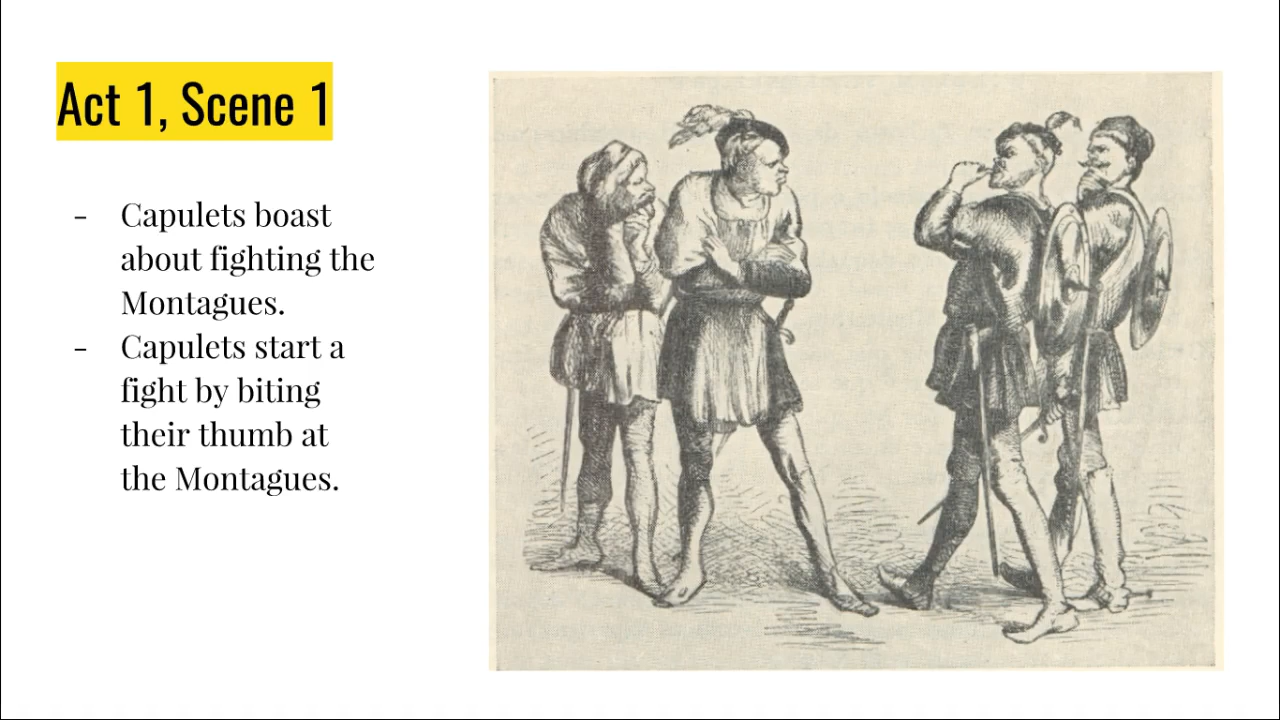 Act 1, Scene 1
- Capulets boast
about fighting the
Montagues.
- Capulets start a
fight by biting
their thumb at
the Montagues.